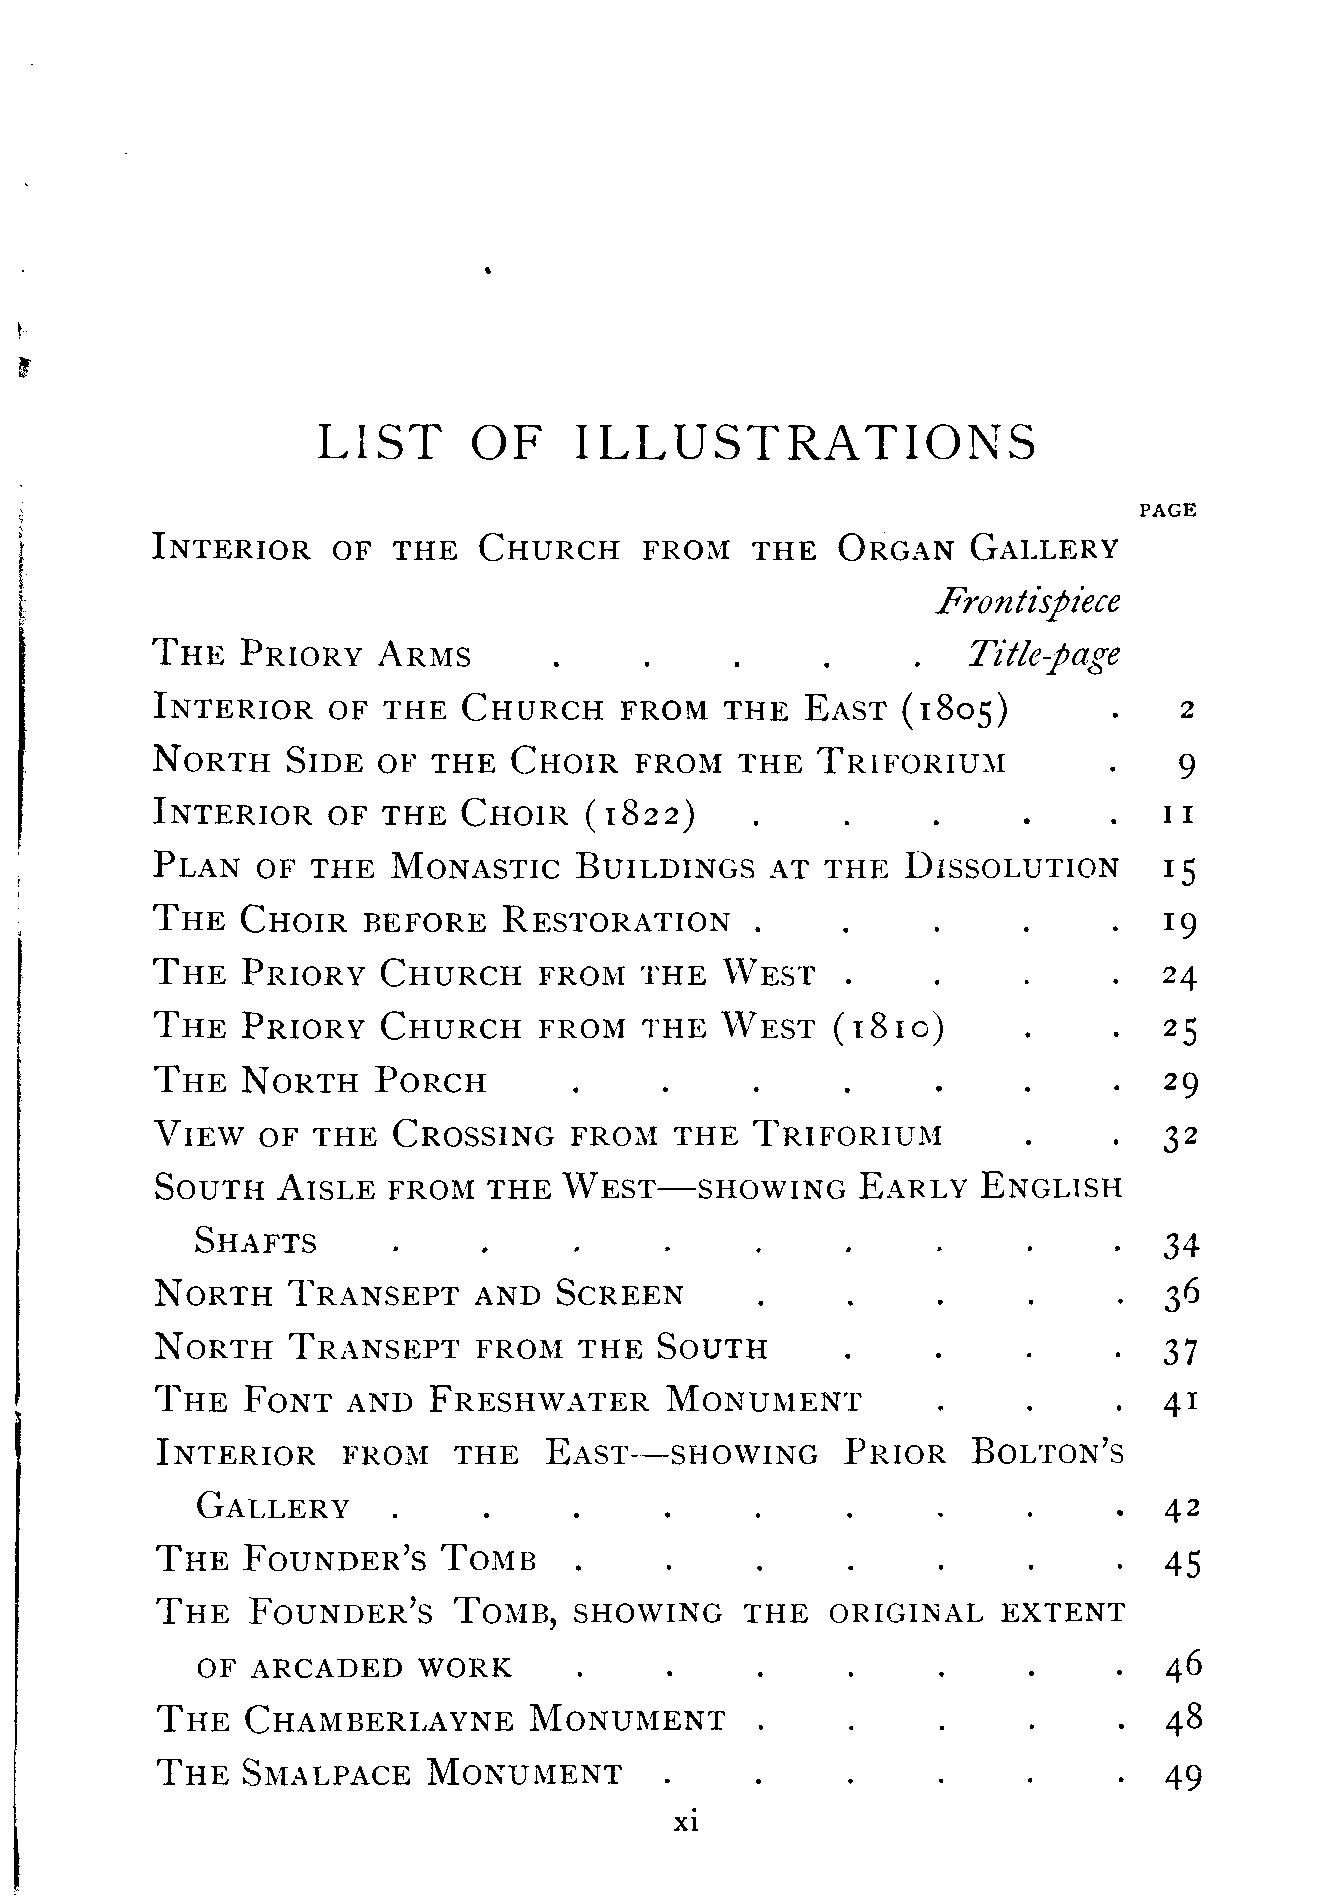 LIST OF ILLUSTRATIONS
PAGE
INTERIOR OF THE CHURCH FROM THE ORGAN GALLERY
Frontispiece
THE PRIORY ARMS . . . . . Title-page
INTERIOR OF THE CHURCH FROM THE EAST (1805) . 2
NORTH SIDE OF THE CHOIR FROM THE TRIFORIUM . 9
INTERIOR OF THE CHOIR (1822) . . . . . 11
PLAN OF THE MONASTIC BUILDINGS AT THE DISSOLUTION 15
THE CHOIR BEFORE RESTORATION . . . . . 19
THE PRIORY CHURCH FROM THE WEST . . . . 24
THE PRIORY CHURCH FROM THE WEST (1810) . . 25
THE NORTH PORCH . . . . . . . 29
VIEW OF THE CROSSING FROM THE TRIFORIUM . . 32
SOUTH AISLE FROM THE WEST—SHOWING EARLY ENGLISH
SHAFTS . . . . . . . . . 34
NORTH TRANSEPT AND SCREEN . . . . . 36
NORTH TRANSEPT FROM THE SOUTH . . . . 37
THE FONT AND FRESHWATER MONUMENT . . . 41
INTERIOR FROM THE EAST—SHOWING PRIOR BOLTON'S
GALLERY . . . . . . . . . 42
THE FOUNDER'S TOMB . . . . . . . 45
THE FOUNDER'S TOMB, SHOWING THE ORIGINAL EXTENT
OF ARCADED WORK . . . . . . . 46
THE CHAMBERLAYNE MONUMENT . . . . . 48
THE SMALPACE MONUMENT . . . . . . 49
xi